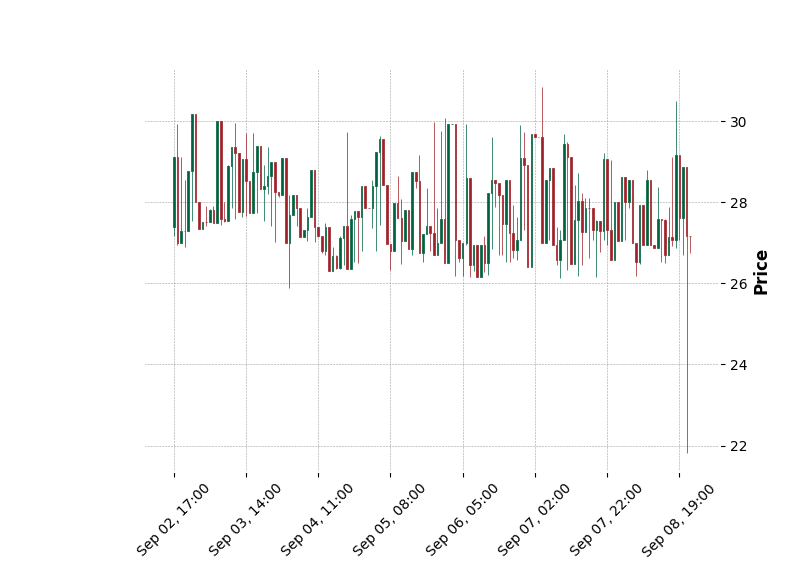 30
28
26
24
22
Price
Sep 02, 17:00
Sep 03, 14:00
Sep 04, 11:00
Sep 05, 08:00
Sep 06, 05:00
Sep 07, 02:00
Sep 07, 22:00
Sep 08, 19:00